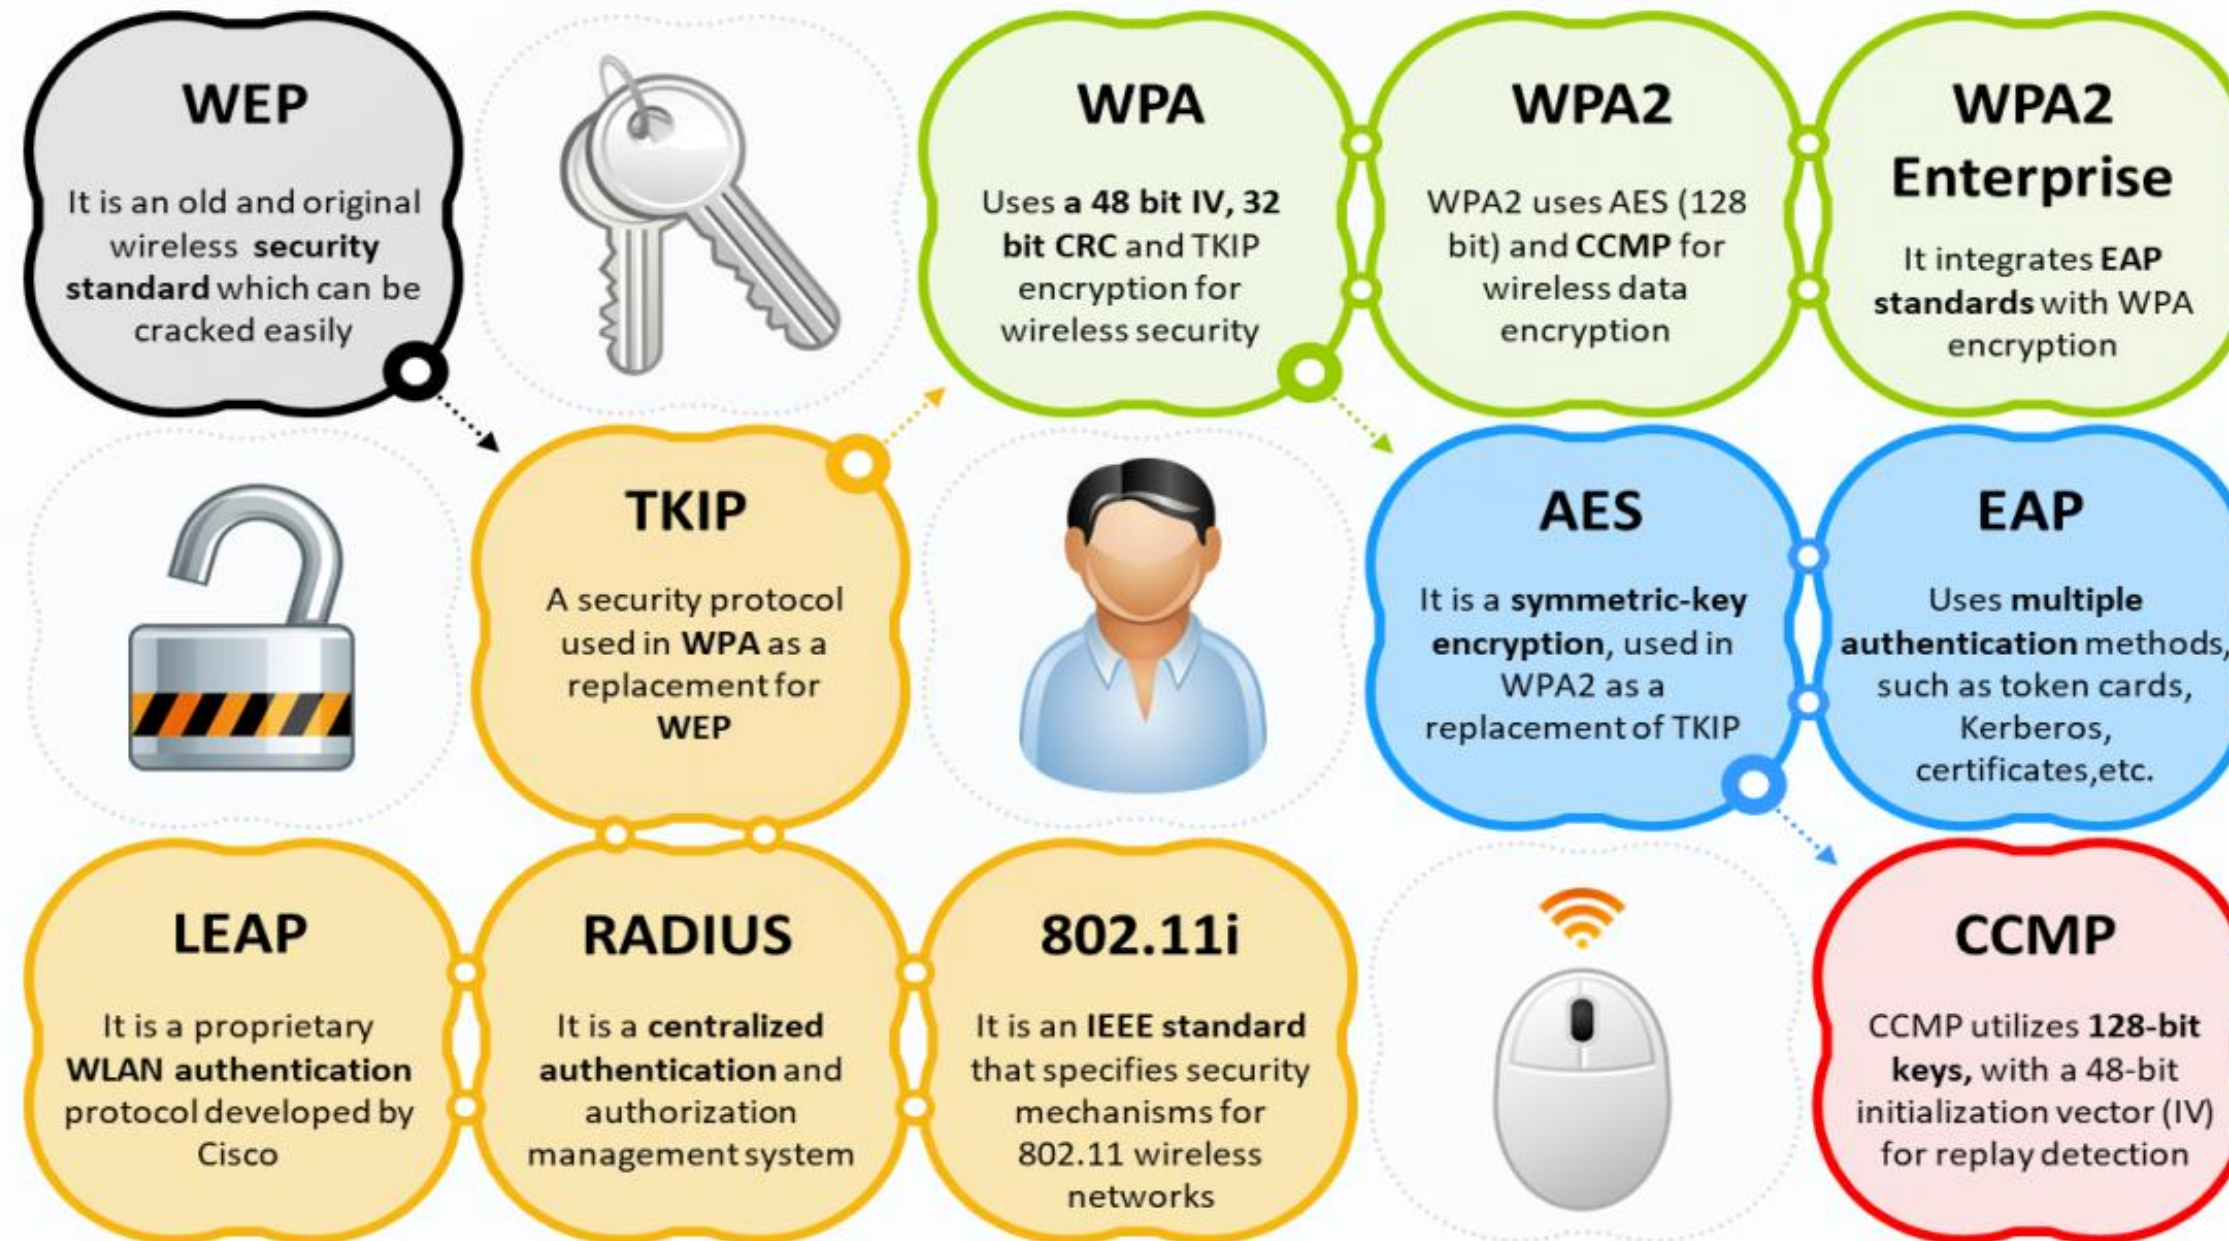 WEP
It is an old and original
wireless security
standard which can be
cracked easily
WPA
Uses a 48 bit IV, 32
bit CRC and TKIP
encryption for
wireless security
WPA2
WPA2 uses AES (128
bit) and CCMP for
wireless data
encryption
WPA2
Enterprise
It integrates EAP
standards with WPA
encryption
TKIP
A security protocol
used in WPA as a
replacement for
WEP
AES
It is a symmetric-key
encryption, used in
WPA2 as a
replacement of TKIP
EAP
Uses multiple
authentication methods,
such as token cards,
Kerberos,
certificates,etc.
LEAP
It is a proprietary
WLAN authentication
protocol developed by
Cisco
RADIUS
It is a centralized
authentication and
authorization
management system
802.11i
It is an IEEE standard
that specifies security
mechanisms for
802.11 wireless
networks
CCMP
CCMP utilizes 128-bit
keys, with a 48-bit
initialization vector (IV)
for replay detection